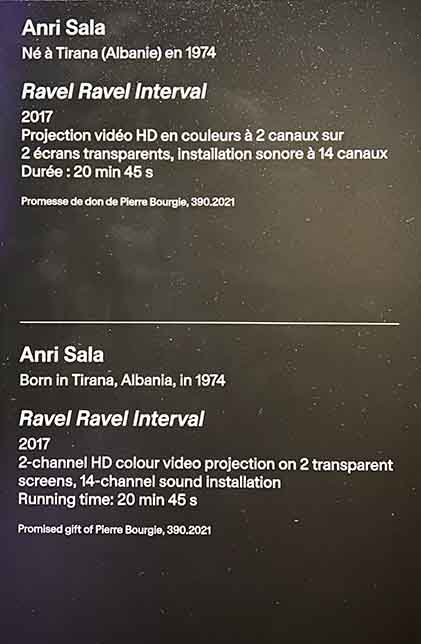 Anri Sala
Né à Tirana (Albanie) en 1974
Ravel Ravel Interval
2017
Projection vidéo HD en couleurs à 2 canaux sur
2 écrans transparents, installation sonore à 14 canaux
Durée : 20 min 45 s
Promesse de don de Pierre Bourgie, 390.2021
Anri Sala
Born in Tirana, Albania, in 1974
Ravel Ravel Interval
2017
2-channel HD colour video projection on 2 transparent
screens, 14-channel sound installation
Running time: 20 min 45 s
Promised gift of Pierre Bourgie, 390.2021